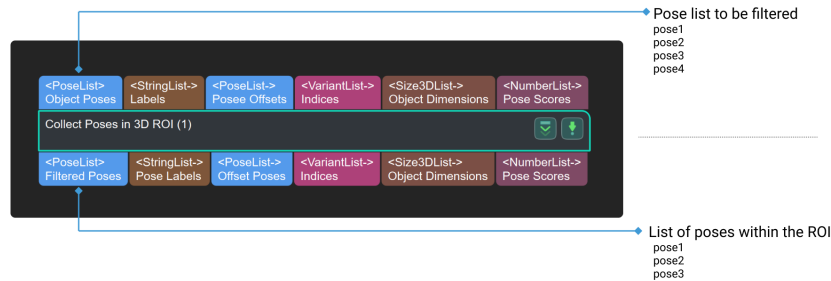 Pose list to be filtered
pose1
pose2
pose3
pose4
<PoseList>
Object Poses
<StringList->
Labels
<PoseList->
Posee Offsets
<VariantList->
Indices
<Size3DList->
Object Dimensions
<NumberList->
Pose Scores
Collect Poses in 3D ROI (1)
<PoseList>
Filtered Poses
<StringList->
Pose Labels
<PoseList->
Offset Poses
<VariantList->
Indices
<Size3DList->
Object Dimensions
<NumberList->
Pose Scores
List of poses within the ROI
pose1
pose2
pose3